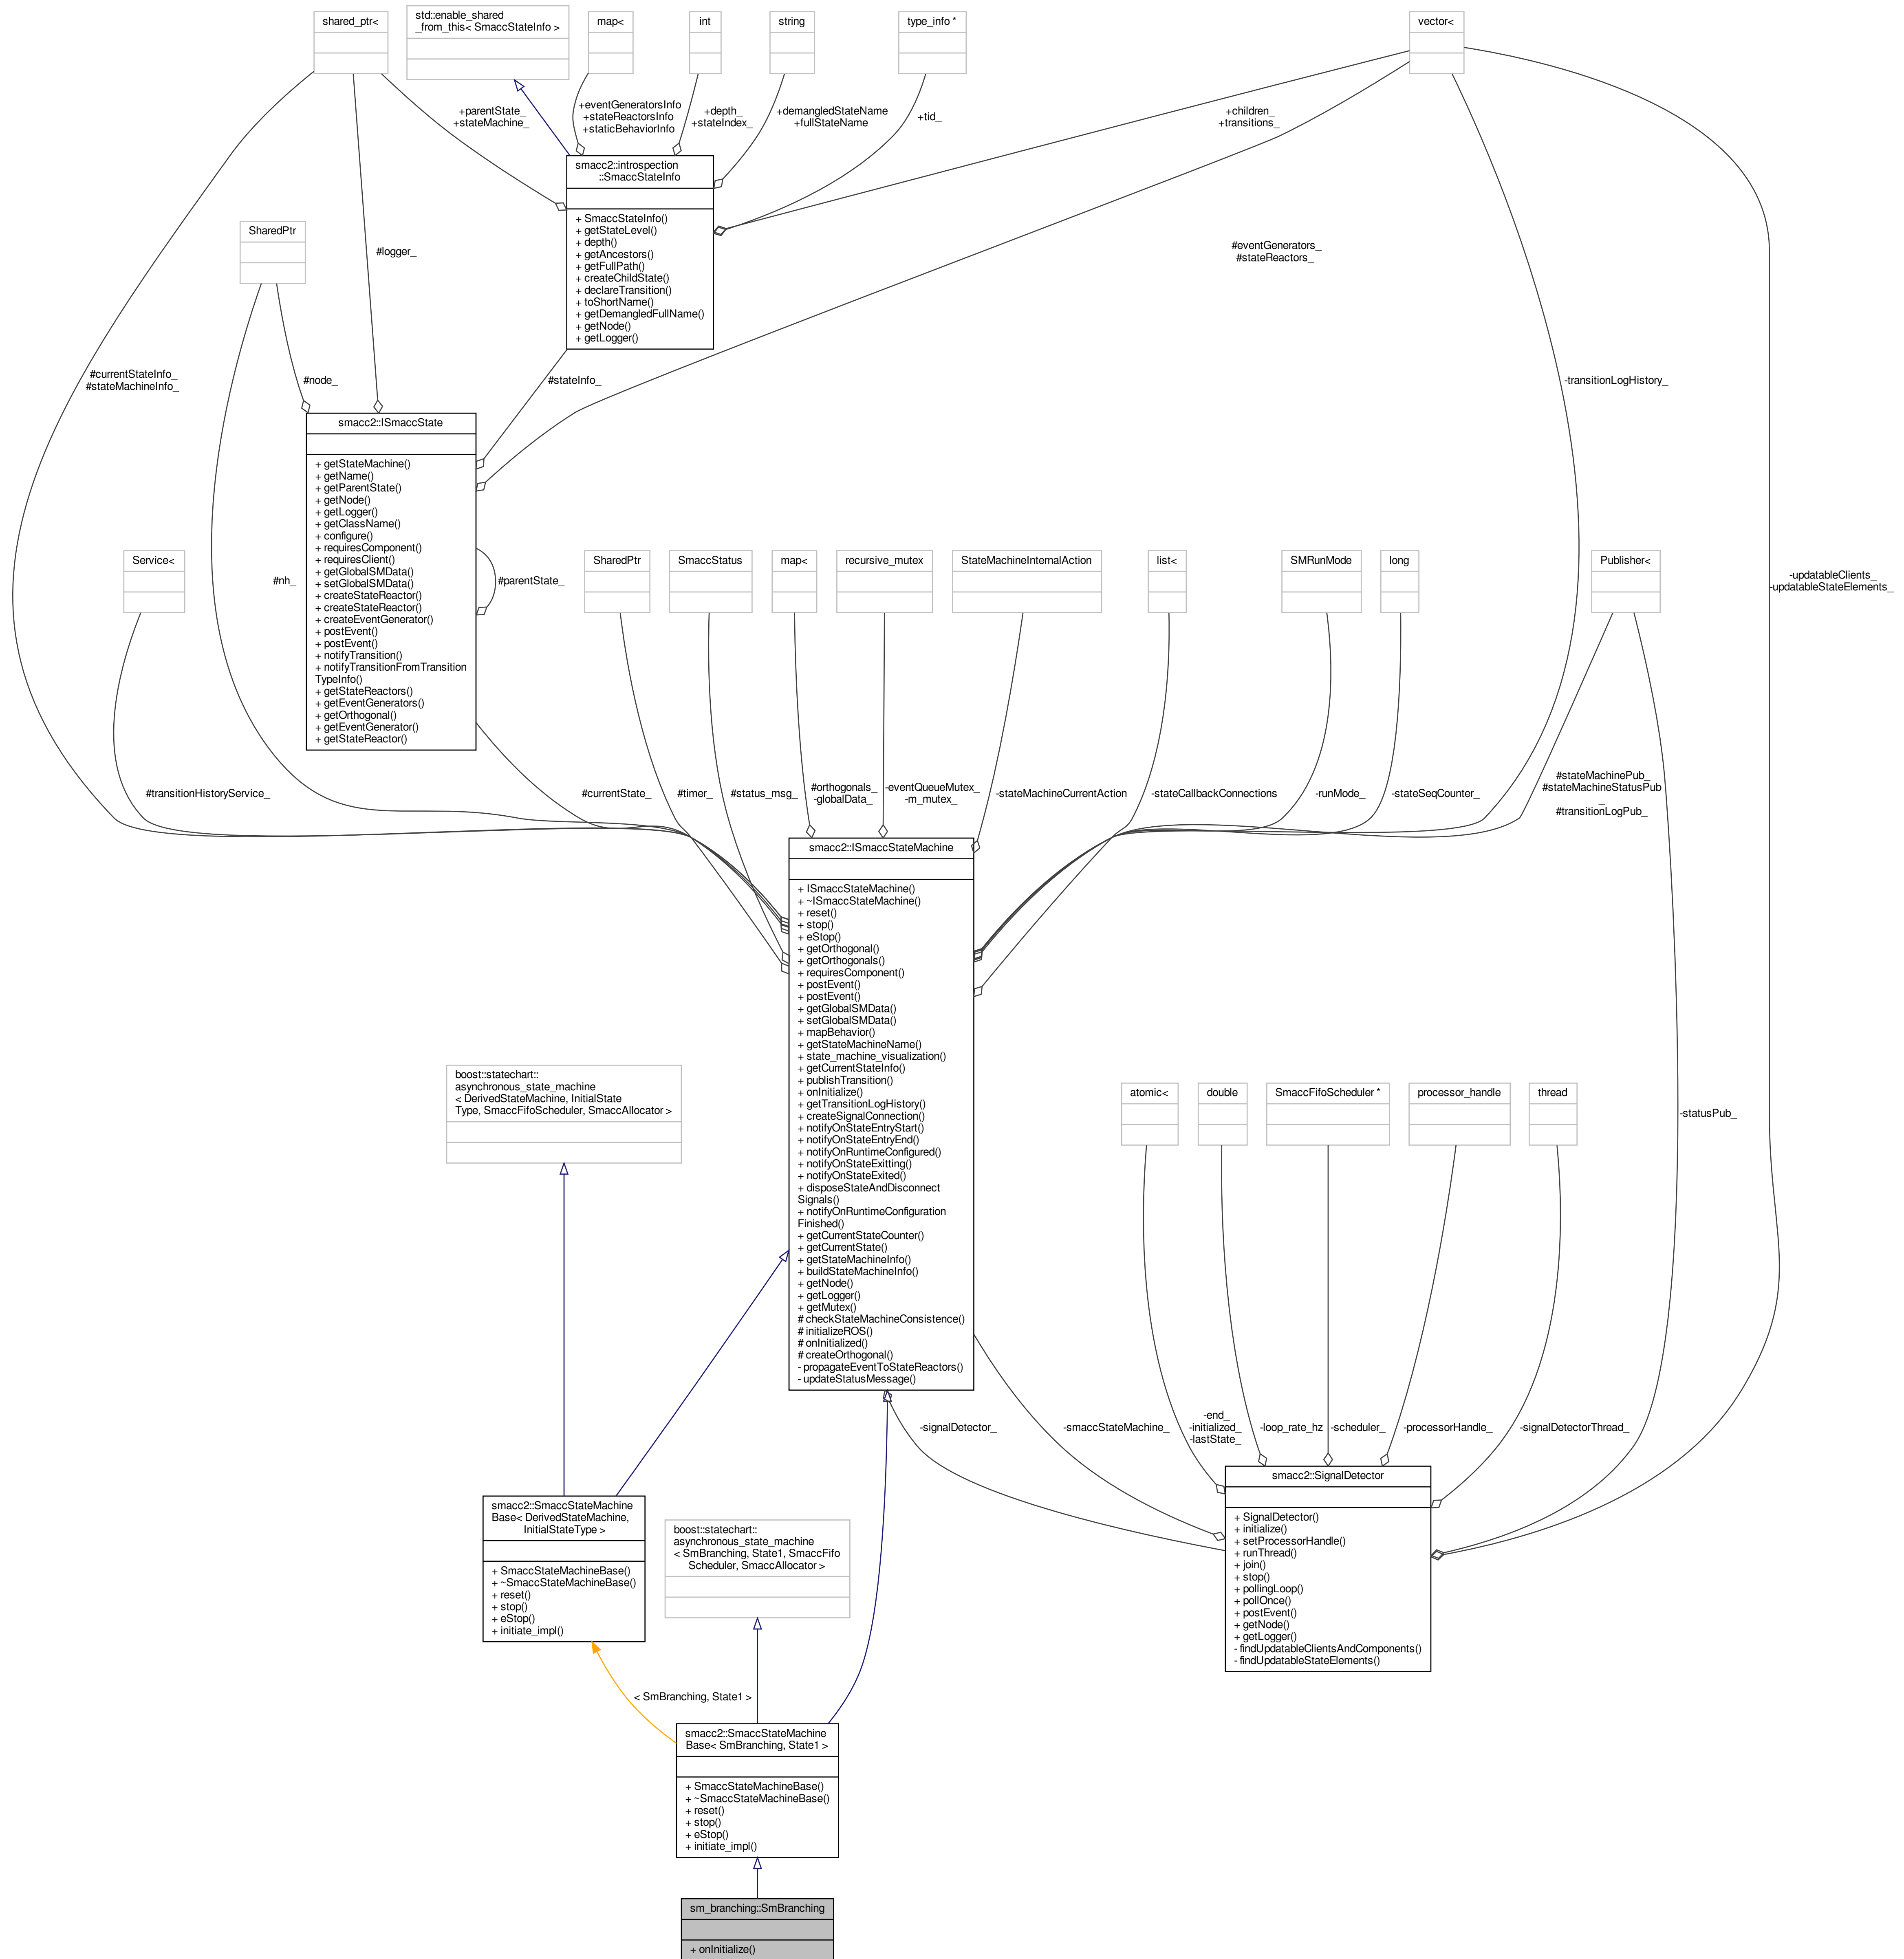 shared_ptr<
std::enable_shared
_from_this< SmaccStateInfo >
map<
int
string
type_info *
vector<
+parentState_
+stateMachine_
+eventGeneratorsInfo
+stateReactorsInfo
+staticBehaviorInfo
+depth_
+stateIndex_
+demangledStateName
+fullStateName
+tid_
+children_
+transitions_
smacc2::introspection
::SmaccStateInfo
+ SmaccStateInfo()
+ getStateLevel()
+ depth()
+ getAncestors()
+ getFullPath()
+ createChildState()
+ declareTransition()
+ toShortName()
+ getDemangledFullName()
+ getNode()
+ getLogger()
SharedPtr
#logger_
#eventGenerators_
#stateReactors_
#currentStateInfo_
#stateMachineInfo_
#node_
#stateInfo_
-transitionLogHistory_
smacc2::ISmaccState
+ getStateMachine()
+ getName()
+ getParentState()
+ getNode()
+ getLogger()
+ getClassName()
+ configure()
+ requiresComponent()
+ requiresClient()
+ getGlobalSMData()
+ setGlobalSMData()
+ createStateReactor()
+ createStateReactor()
+ createEventGenerator()
+ postEvent()
+ postEvent()
+ notifyTransition()
+ notifyTransitionFromTransition
TypeInfo()
+ getStateReactors()
+ getEventGenerators()
+ getOrthogonal()
+ getEventGenerator()
+ getStateReactor()
Service<
#nh_
#parentState_
SharedPtr
SmaccStatus
map<
recursive_mutex
StateMachineInternalAction
list<
SMRunMode
long
Publisher<
-updatableClients_
-updatableStateElements_
#transitionHistoryService_
#currentState_
#timer_
#status_msg_
#orthogonals_
-globalData_
-eventQueueMutex_
-m_mutex_
-stateMachineCurrentAction
-stateCallbackConnections
-runMode_
-stateSeqCounter_
#stateMachinePub_
#stateMachineStatusPub
_
#transitionLogPub_
smacc2::ISmaccStateMachine
+ ISmaccStateMachine()
+ ~ISmaccStateMachine()
+ reset()
+ stop()
+ eStop()
+ getOrthogonal()
+ getOrthogonals()
+ requiresComponent()
+ postEvent()
+ postEvent()
+ getGlobalSMData()
+ setGlobalSMData()
+ mapBehavior()
+ getStateMachineName()
+ state_machine_visualization()
+ getCurrentStateInfo()
+ publishTransition()
+ onInitialize()
+ getTransitionLogHistory()
+ createSignalConnection()
+ notifyOnStateEntryStart()
+ notifyOnStateEntryEnd()
+ notifyOnRuntimeConfigured()
+ notifyOnStateExitting()
+ notifyOnStateExited()
+ disposeStateAndDisconnect
Signals()
+ notifyOnRuntimeConfiguration
Finished()
+ getCurrentStateCounter()
+ getCurrentState()
+ getStateMachineInfo()
+ buildStateMachineInfo()
+ getNode()
+ getLogger()
+ getMutex()
# checkStateMachineConsistence()
# initializeROS()
# onInitialized()
# createOrthogonal()
- propagateEventToStateReactors()
- updateStatusMessage()
boost::statechart::
asynchronous_state_machine
< DerivedStateMachine, InitialState
Type, SmaccFifoScheduler, SmaccAllocator >
atomic<
double
SmaccFifoScheduler *
processor_handle
thread
-statusPub_
-signalDetector_
-smaccStateMachine_
-end_
-initialized_
-lastState_
-loop_rate_hz
-scheduler_
-processorHandle_
-signalDetectorThread_
smacc2::SignalDetector
+ SignalDetector()
+ initialize()
+ setProcessorHandle()
+ runThread()
+ join()
+ stop()
+ pollingLoop()
+ pollOnce()
+ postEvent()
+ getNode()
+ getLogger()
- findUpdatableClientsAndComponents()
- findUpdatableStateElements()
smacc2::SmaccStateMachine
Base< DerivedStateMachine,
InitialStateType >
+ SmaccStateMachineBase()
+ ~SmaccStateMachineBase()
+ reset()
+ stop()
+ eStop()
+ initiate_impl()
boost::statechart::
asynchronous_state_machine
< SmBranching, State1, SmaccFifo
Scheduler, SmaccAllocator >
< SmBranching, State1 >
smacc2::SmaccStateMachine
Base< SmBranching, State1 >
+ SmaccStateMachineBase()
+ ~SmaccStateMachineBase()
+ reset()
+ stop()
+ eStop()
+ initiate_impl()
sm_branching::SmBranching
+ onInitialize()